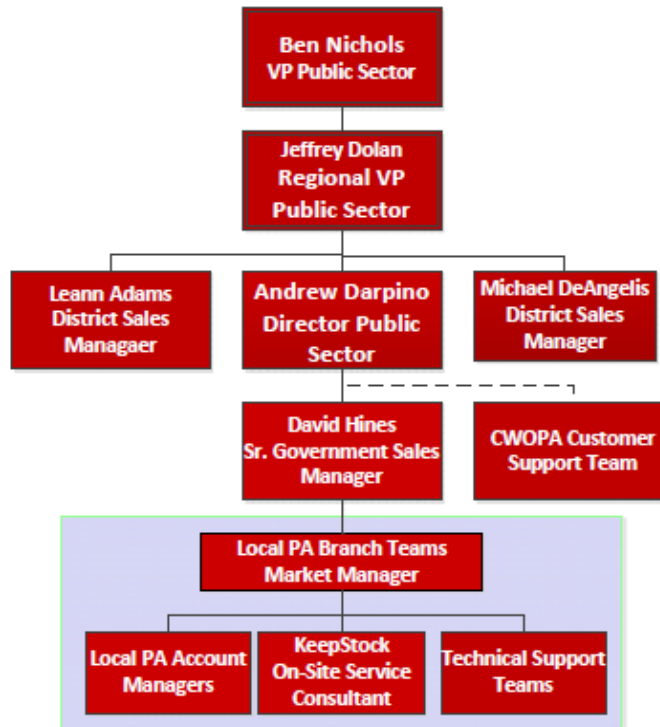 Ben Nichols
VP Public Sector
Jeffrey Dolan
Regional VP
Public Sector
Leann Adams
District Sales
Managaer
Andrew Darpino
Director Public
Sector
Michael DeAngelis
District Sales
Manager
David Hines
Sr. Government Sales
Manager
CWOPA Customer
Support Team
Local PA Branch Teams
Market Manager
Local PA Account
Managers
KeepStock
On-Site Service
Consultant
Technical Support
Teams